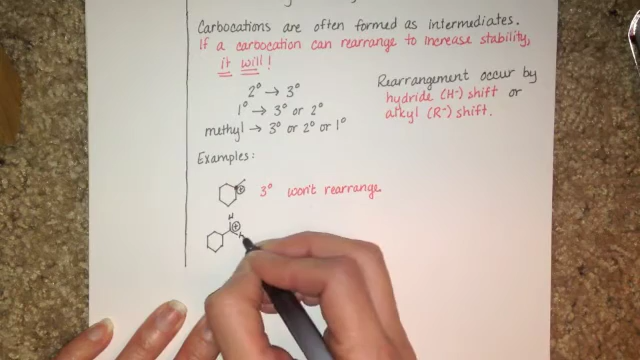 Carbocations are often formed as intermediates.
If a carbocation can rearrange to increase stability,
it will!
2° → 3°
1° → 3° or 2°
methyl → 3° or 2° or 1°
Rearrangement occur by
hydride (H⁻) shift or
alkyl (R⁻) shift.
Examples:
⊕ 3° won't rearrange
H
⊕